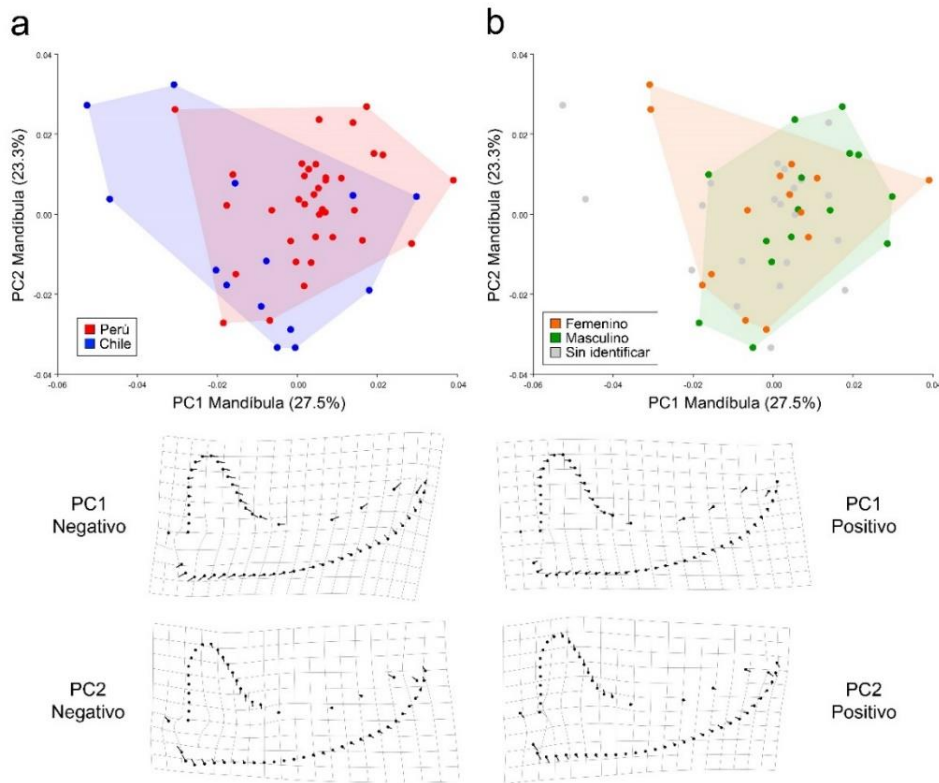 a
b
0.04
0.02
0.00
-0.02
-0.04
-0.06
-0.04
-0.02
0.00
0.02
0.04
PC2 Mandíbula (23.3%)
PC1 Mandíbula (27.5%)
Perú
Chile
0.04
0.02
0.00
-0.02
-0.04
-0.06
-0.04
-0.02
0.00
0.02
0.04
PC2 Mandíbula (23.3%)
PC1 Mandíbula (27.5%)
Femenino
Masculino
Sin identificar
PC1
Negativo
PC1
Positivo
PC2
Negativo
PC2
Positivo